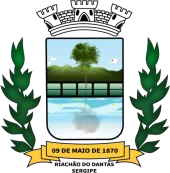 09 DE MAIO DE 1870
RIACHÃO DO DANTAS
SERGIPE